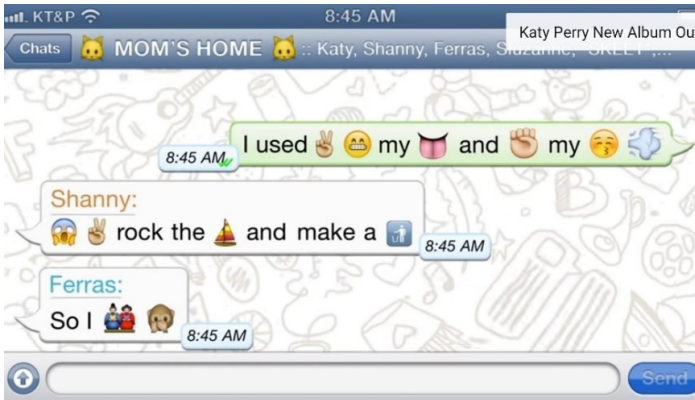 KT&P 8:45 AM
Katy Perry New Album Ou
Chats 🐱 MOM'S HOME 🐱 :: Katy, Shanny, Ferras,
I used ✌️ 😁 my 👅 and ✊ my 😚 💨
8:45 AM
Shanny:
😱 ✌️ rock the ⛵ and make a 🚮
8:45 AM
Ferras:
So I 🎎 🙊
8:45 AM
Send